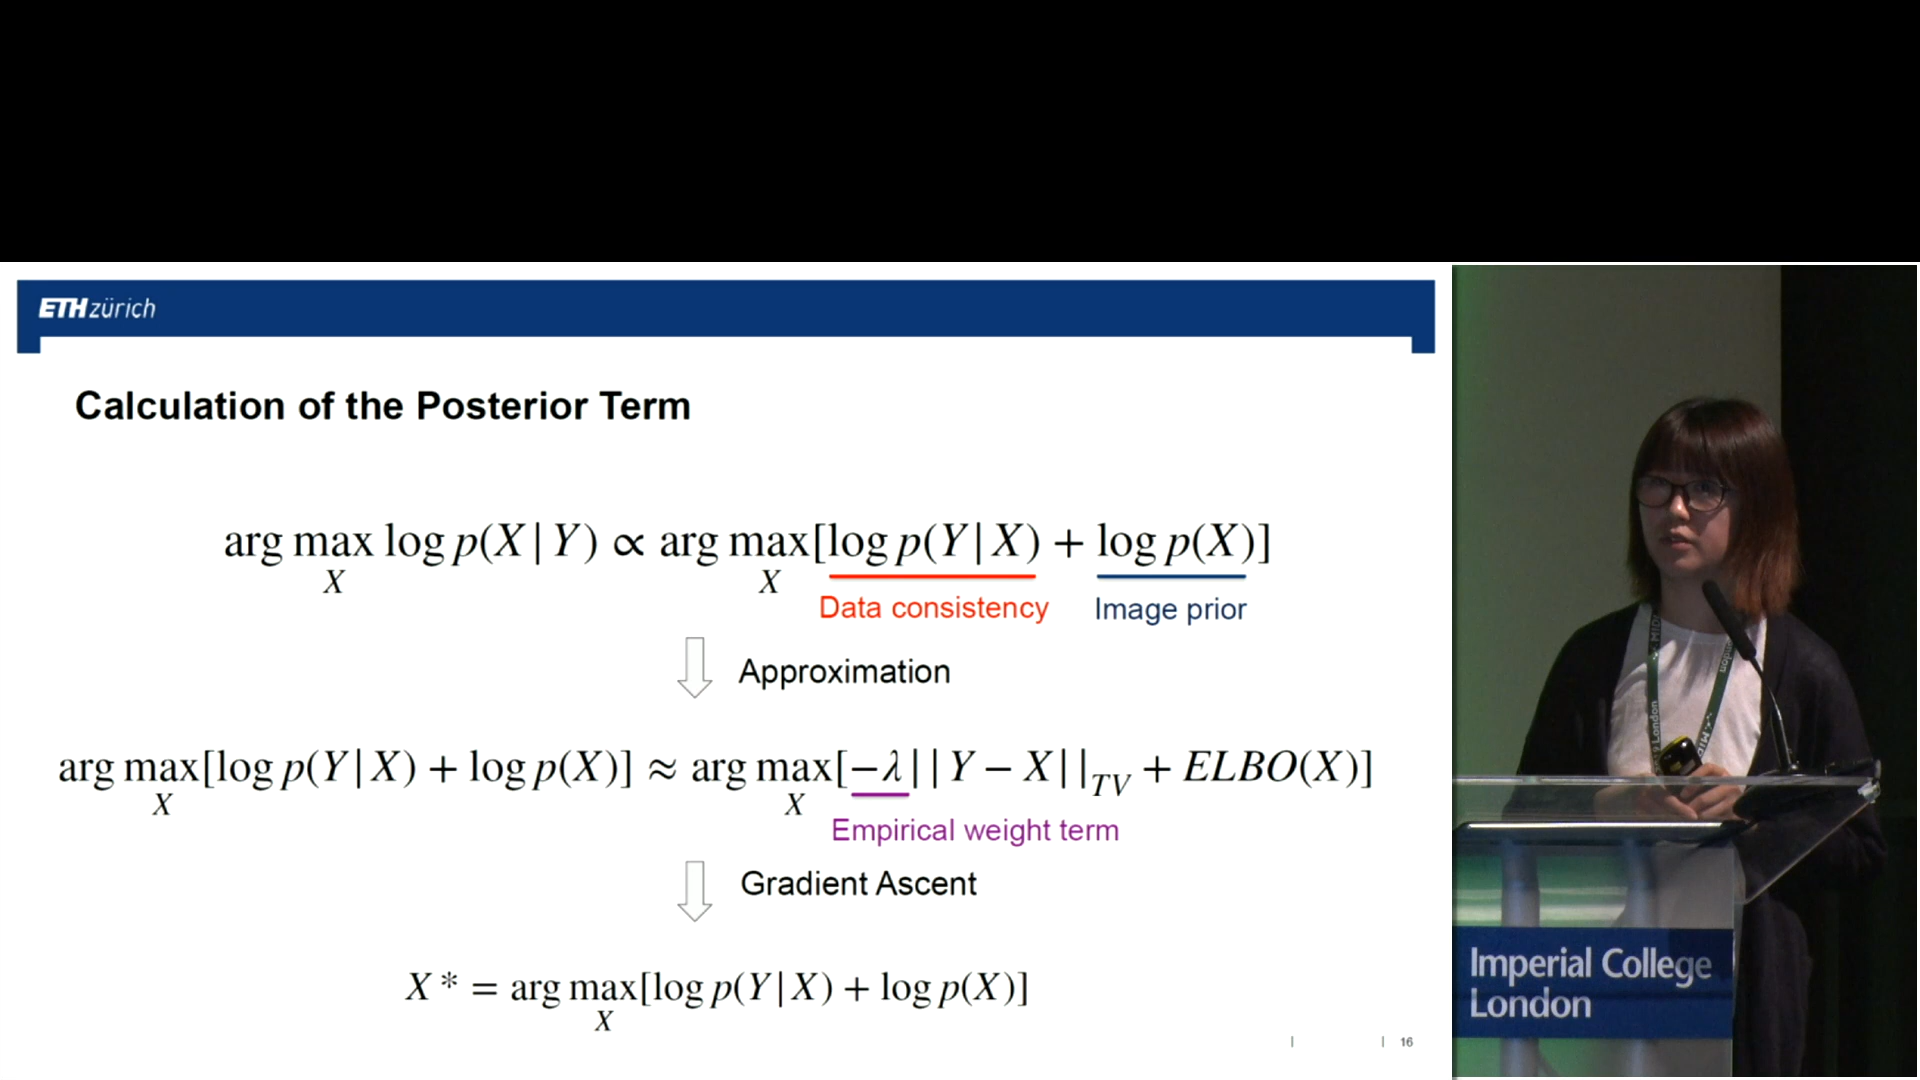 ETH zürich
Calculation of the Posterior Term
arg max log p(X | Y) ∝ arg max[log p(Y | X) + log p(X)]
X X
Data consistency Image prior
Approximation
arg max[log p(Y | X) + log p(X)] ≈ arg max[−λ| | Y − X| |_TV + ELBO(X)]
X X
Empirical weight term
Gradient Ascent
X * = arg max[log p(Y | X) + log p(X)]
X
| | 16
Imperial College
London